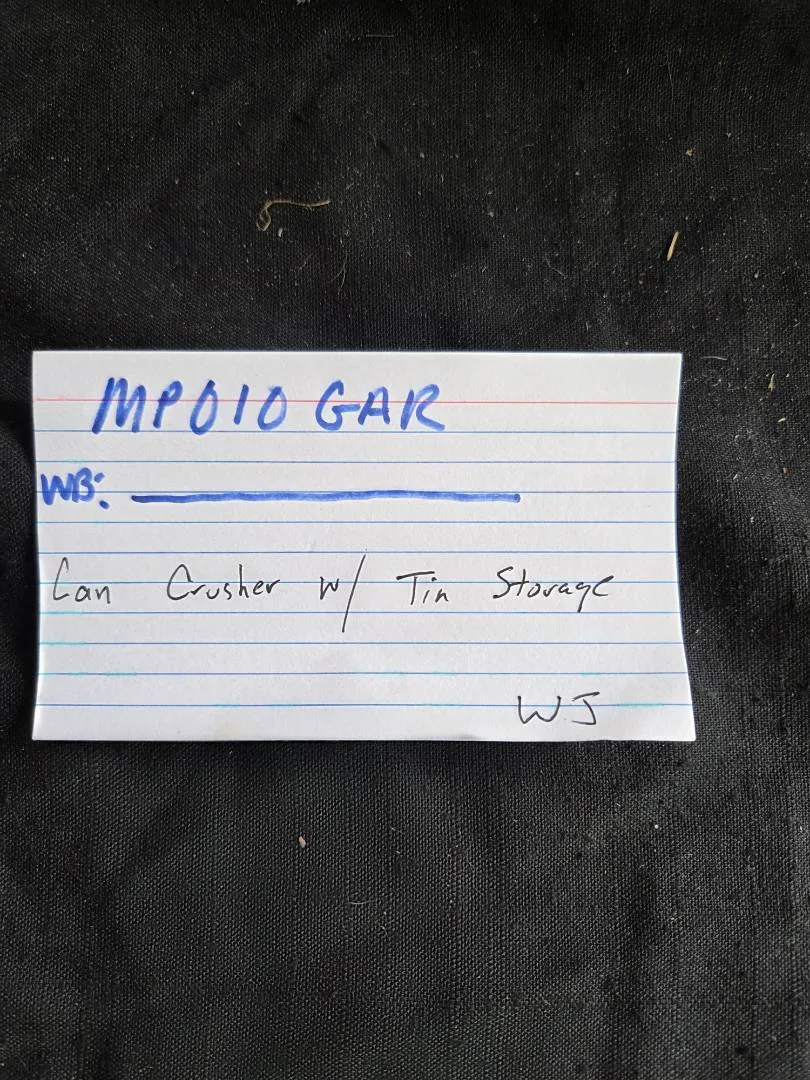 MP010 GAR
WB:
Can Crusher w/ Tin Storage
WJ